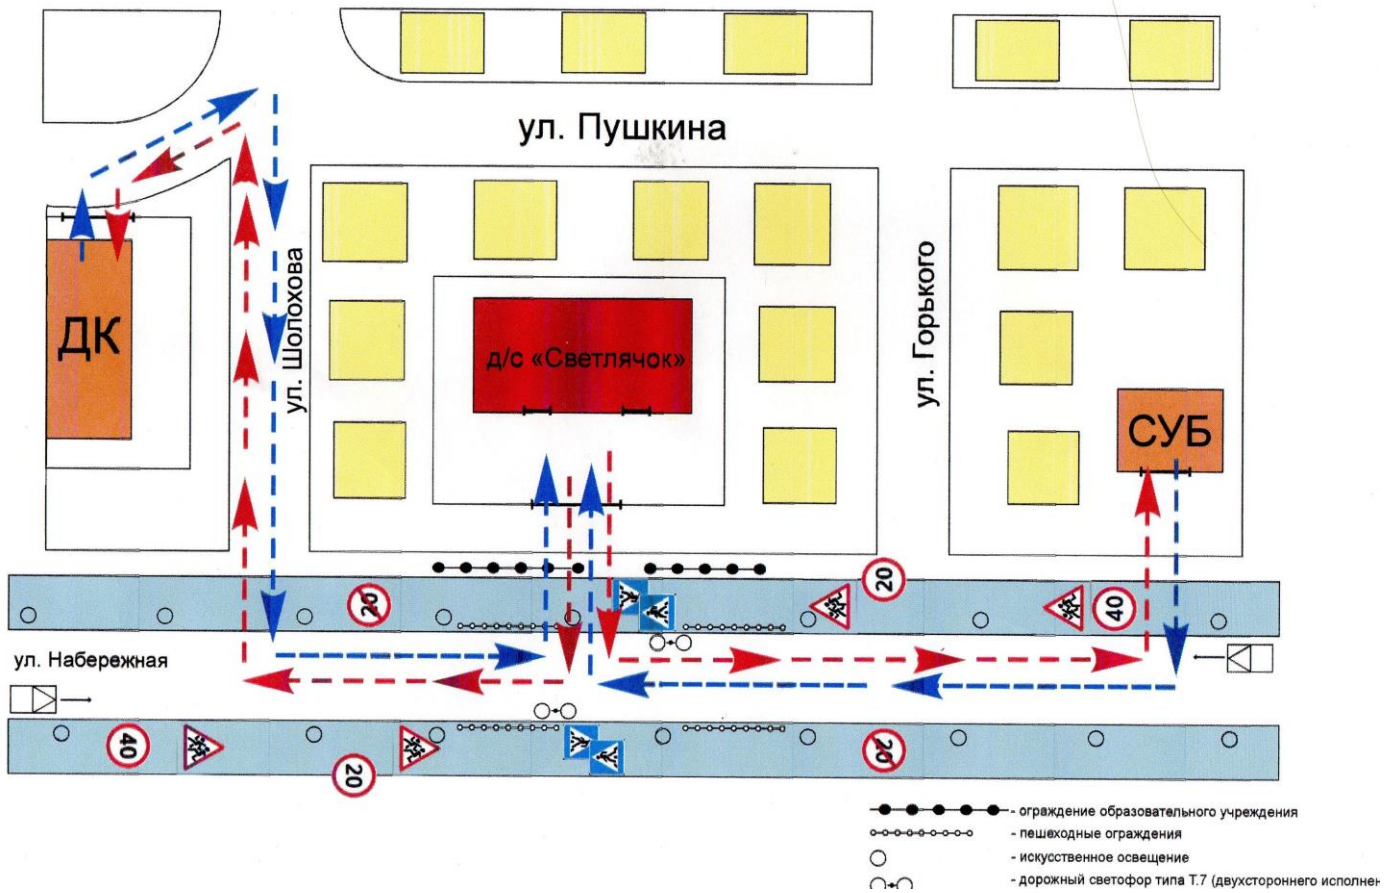 ул. Пушкина
ул. Шолохова
ул. Горького
ДК
д/с «Светлячок»
СУБ
20
20
40
ул. Набережная
40
20
20
- ограждение образовательного учреждения
- пешеходные ограждения
- искусственное освещение
- дорожный светофор типа Т.7 (двухстороннего исполнен